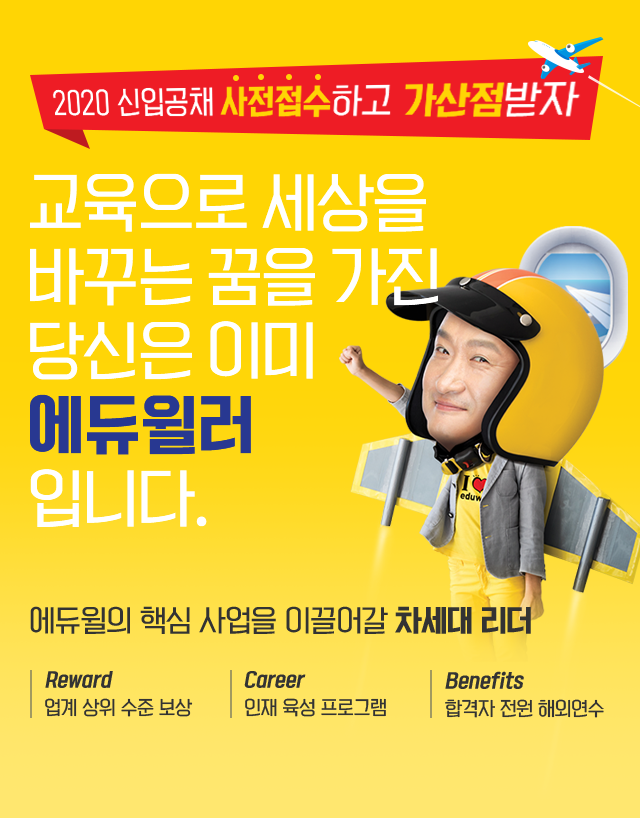 2020 신입공채 사전접수하고 가산점받자
교육으로 세상을
바꾸는 꿈을 가진
당신은 이미
에듀윌러
입니다.
I
eduw
에듀윌의 핵심 사업을 이끌어갈 차세대 리더
Reward
업계 상위 수준 보상
Career
인재 육성 프로그램
Benefits
합격자 전원 해외연수